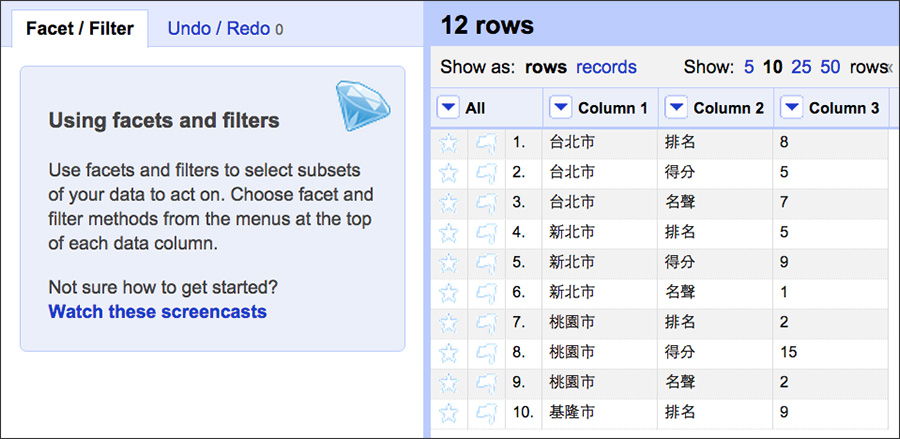 Facet / Filter
Undo / Redo 0
Using facets and filters
Use facets and filters to select subsets
of your data to act on. Choose facet and
filter methods from the menus at the top
of each data column.
Not sure how to get started?
Watch these screencasts
12 rows
Show as: rows records Show: 5 10 25 50 rows
All Column 1 Column 2 Column 3
1. 台北市 排名 8
2. 台北市 得分 5
3. 台北市 名聲 7
4. 新北市 排名 5
5. 新北市 得分 9
6. 新北市 名聲 1
7. 桃園市 排名 2
8. 桃園市 得分 15
9. 桃園市 名聲 2
10. 基隆市 排名 9